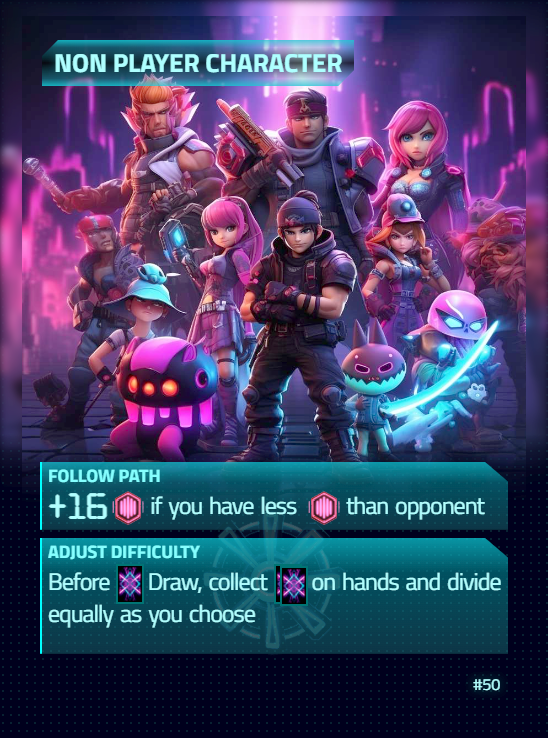 NON PLAYER CHARACTER
FOLLOW PATH
+16 if you have less than opponent
ADJUST DIFFICULTY
Before Draw, collect on hands and divide
equally as you choose
#50